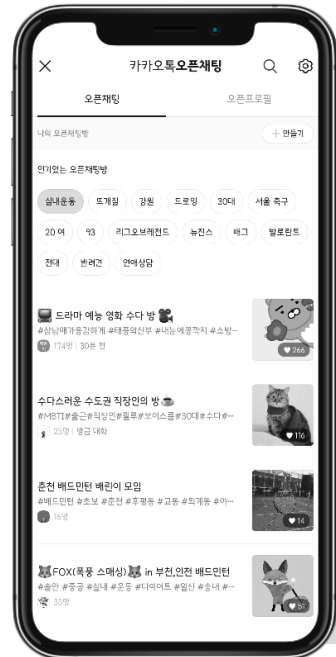 카카오톡오픈채팅
오픈채팅
오픈프로필
나의 오픈채팅방
+ 만들기
인기있는 오픈채팅방
실내운동 뜨개질 강원 드로잉 30대 서울 축구
20 여 93 리그오브레전드 뉴진스 배그 발로란트
전대 반려견 연애상담
드라마 예능 영화 수다 방
#삼남매가용감하게 #태풍의신부 #내눈에콩깍지 #소방…
174명 | 30분 전
266
수다스러운 수도권 직장인의 방
#MBTI#출근#직장인#월루#보이스룸#30대#수다#…
25명 | 방금 대화
116
춘천 배드민턴 배린이 모임
#배드민턴 #초보 #춘천 #후평동 #교동 #퇴계동 #아…
16명
14
FOX(폭풍 스매싱) in 부천,인천 배드민턴
#솔안 #중공 #실내 #운동 #다이어트 #일산 #송내 #…
93명
51